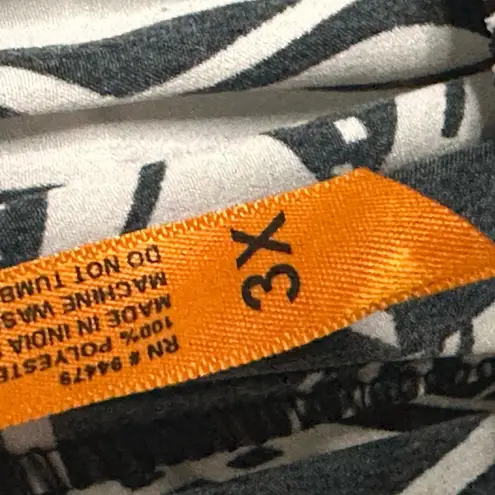 3X
RN # 94479
100% POLYESTE
MADE IN INDIA
MACHINE WAS
DO NOT TUMB